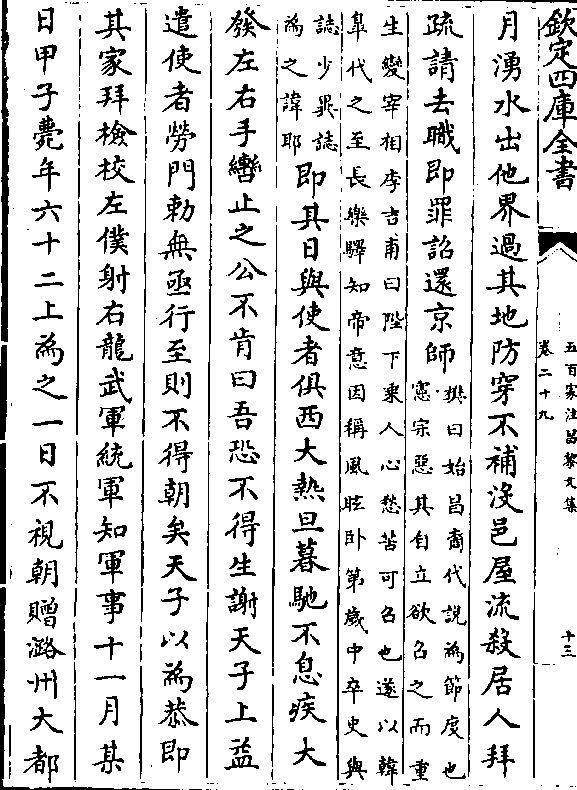 欽定四庫全書
五百家注昌黎文集
卷二十九
十三
月湧水出他界過其地防穿不補没邑屋流殺居人拜
疏請去職即罪詔還京師
樊曰始昌裔代說為節度也
憲宗惡其自立欲召之而重
生變宰相李吉甫曰陛下乘人心愁苦可召也遂以韓
臯代之至長樂驛知帝意因稱風眩卧第歳中卒史與
誌少異誌
為之諱耶
即其日與使者俱西大熱旦暮馳不息疾大
發左右手轡止之公不肯曰吾恐不得生謝天子上益
遣使者勞門勅無亟行至則不得朝矣天子以為恭即
其家拜檢校左僕射右龍武軍統軍知軍事十一月某
日甲子薨年六十二上為之一日不視朝贈潞州大都